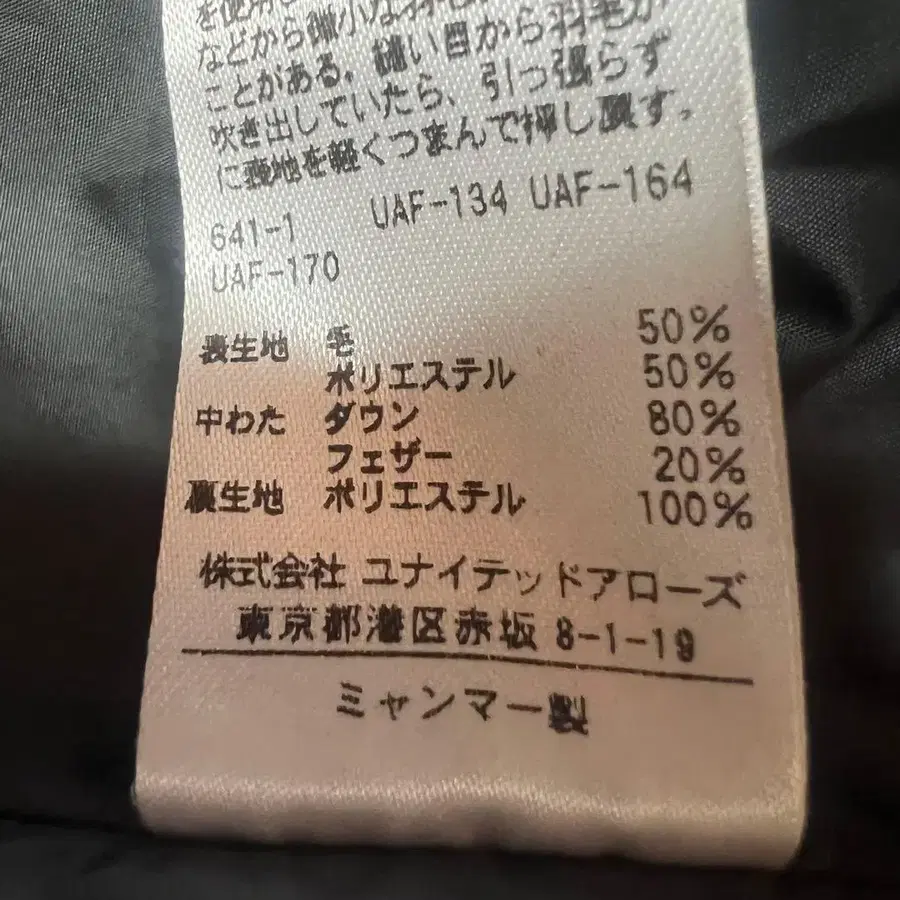 を使用し
などから微小な
ことがある。縫い目から羽毛が
吹き出していたら、引っ張らず
に表地を軽くつまんで押し戻す。
641-1 UAF-134 UAF-164
UAF-170
表生地 毛 50%
ポリエステル 50%
中わた ダウン 80%
フェザー 20%
裏生地 ポリエステル 100%
株式会社 ユナイテッドアローズ
東京都港区赤坂 8-1-19
ミャンマー製